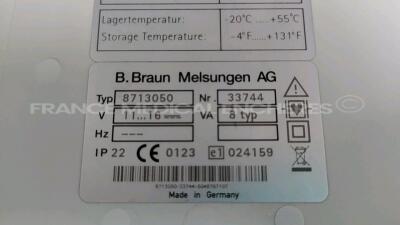 Lagertemperatur: -20°C ....+55°C
Storage Temperature: -4°F.....+131°F
B.Braun Melsungen AG
Typ 8713050 Nr. 33744
V 11...16 VA 8 typ
Hz ---
IP 22 CE 0123 e1 024159
Made in Germany